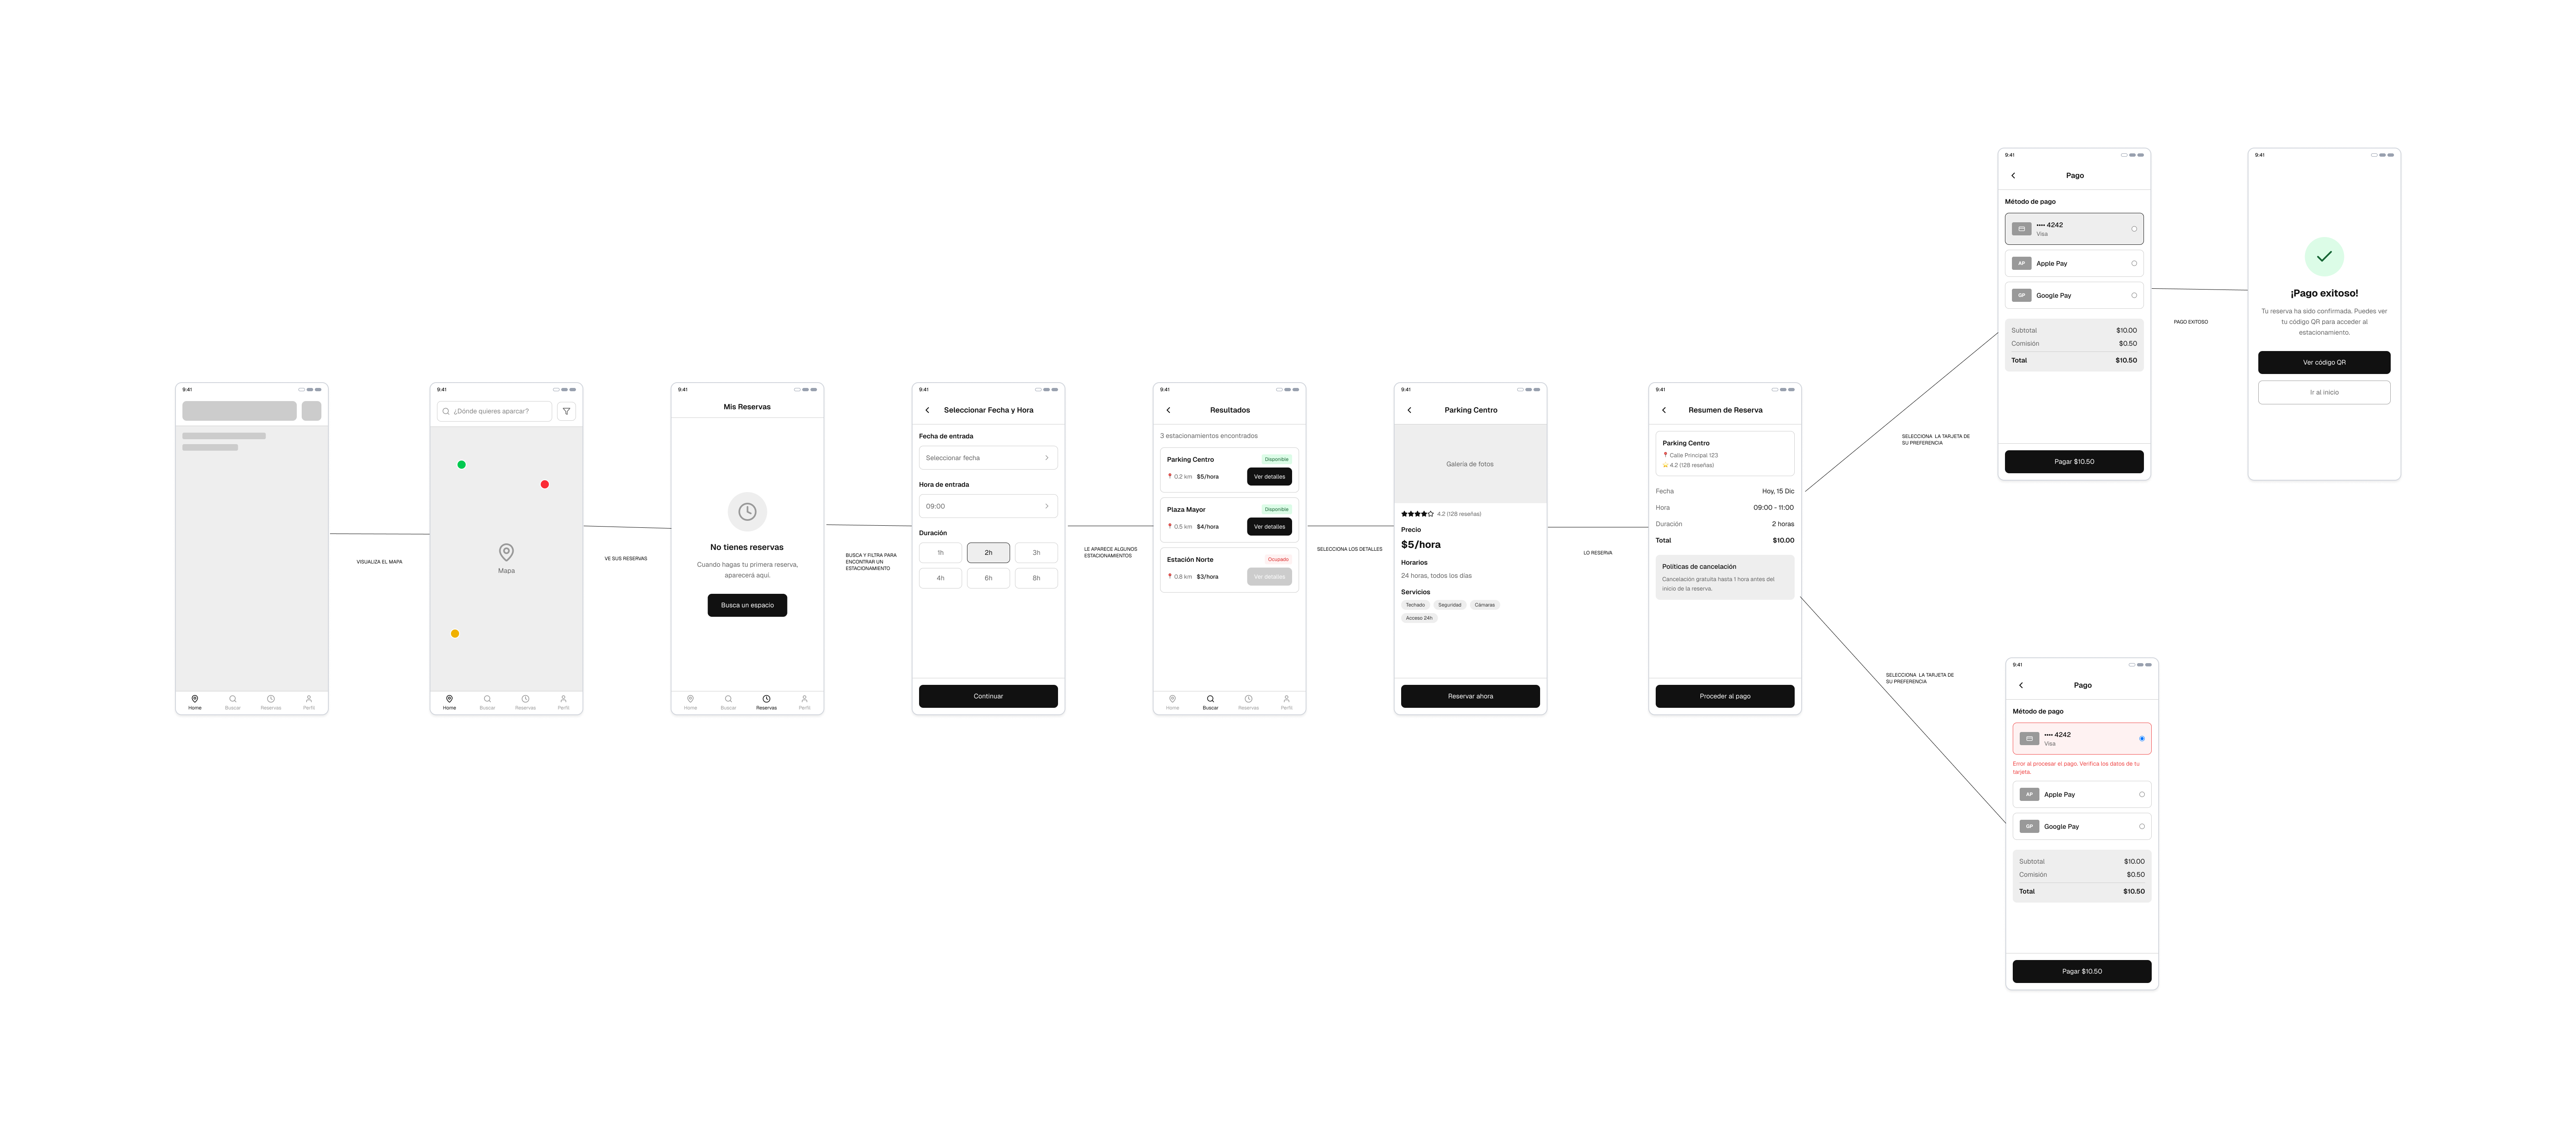 9:41
Home
Buscar
Reservas
Perfil
VISUALIZA EL MAPA
9:41
¿Dónde quieres aparcar?
Mapa
Home
Buscar
Reservas
Perfil
VE SUS RESERVAS
9:41
Mis Reservas
No tienes reservas
Cuando hagas tu primera reserva,
aparecerá aquí.
Busca un espacio
Home
Buscar
Reservas
Perfil
BUSCA Y FILTRA PARA
ENCONTRAR UN
ESTACIONAMIENTO
9:41
Seleccionar Fecha y Hora
Fecha de entrada
Seleccionar fecha
Hora de entrada
09:00
Duración
1h
2h
3h
4h
6h
8h
Continuar
LE APARECE ALGUNOS
ESTACIONAMIENTOS
9:41
Resultados
3 estacionamientos encontrados
Parking Centro
Disponible
0.2 km
$5/hora
Ver detalles
Plaza Mayor
Disponible
0.5 km
$4/hora
Ver detalles
Estación Norte
Ocupado
0.8 km
$3/hora
Ver detalles
Home
Buscar
Reservas
Perfil
SELECCIONA LOS DETALLES
9:41
Parking Centro
Galería de fotos
4.2 (128 reseñas)
Precio
$5/hora
Horarios
24 horas, todos los días
Servicios
Techado
Seguridad
Cámaras
Acceso 24h
Reservar ahora
LO RESERVA
9:41
Resumen de Reserva
Parking Centro
Calle Principal 123
4.2 (128 reseñas)
Fecha
Hoy, 15 Dic
Hora
09:00 - 11:00
Duración
2 horas
Total
$10.00
Políticas de cancelación
Cancelación gratuita hasta 1 hora antes del
inicio de la reserva.
Proceder al pago
SELECCIONA LA TARJETA DE
SU PREFERENCIA
9:41
Pago
Método de pago
•••• 4242
Visa
AP
Apple Pay
GP
Google Pay
Subtotal
$10.00
Comisión
$0.50
Total
$10.50
Pagar $10.50
PAGO EXITOSO
9:41
¡Pago exitoso!
Tu reserva ha sido confirmada. Puedes ver
tu código QR para acceder al
estacionamiento.
Ver código QR
Ir al inicio
SELECCIONA LA TARJETA DE
SU PREFERENCIA
9:41
Pago
Método de pago
•••• 4242
Visa
Error al procesar el pago. Verifica los datos de tu
tarjeta.
AP
Apple Pay
GP
Google Pay
Subtotal
$10.00
Comisión
$0.50
Total
$10.50
Pagar $10.50